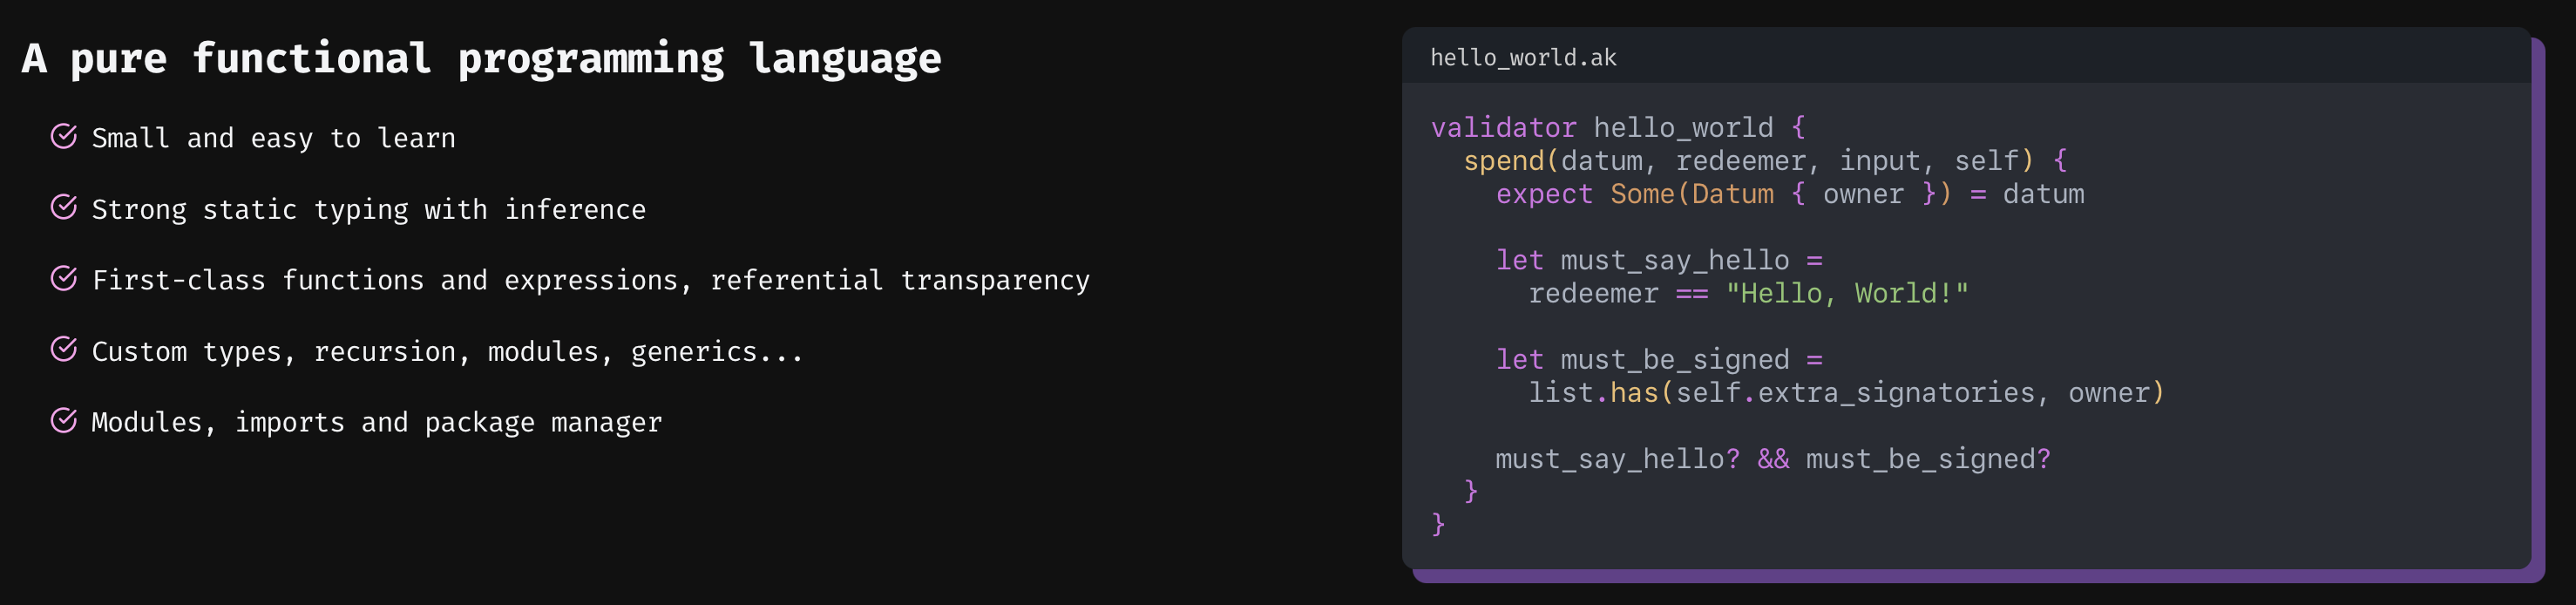 A pure functional programming language
Small and easy to learn
Strong static typing with inference
First-class functions and expressions, referential transparency
Custom types, recursion, modules, generics...
Modules, imports and package manager
hello_world.ak
validator hello_world {
  spend(datum, redeemer, input, self) {
    expect Some(Datum { owner }) = datum

    let must_say_hello =
      redeemer == "Hello, World!"

    let must_be_signed =
      list.has(self.extra_signatories, owner)

    must_say_hello? && must_be_signed?
  }
}